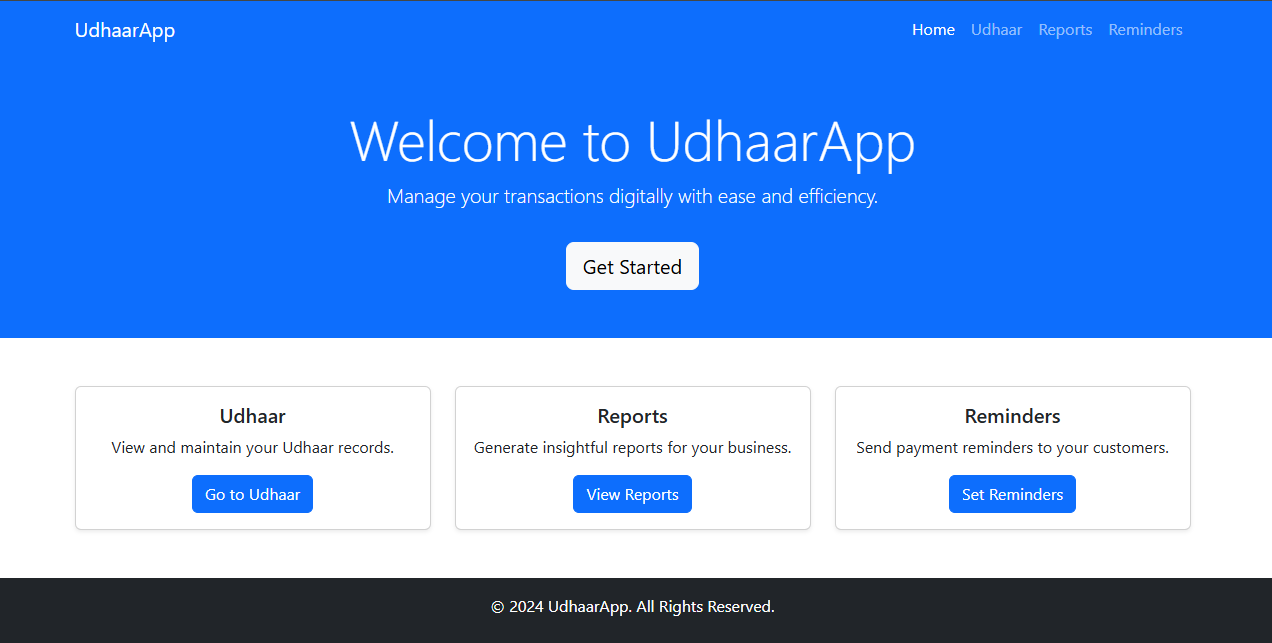 UdhaarApp
Home Udhaar Reports Reminders
Welcome to UdhaarApp
Manage your transactions digitally with ease and efficiency.
Get Started
Udhaar
View and maintain your Udhaar records.
Go to Udhaar
Reports
Generate insightful reports for your business.
View Reports
Reminders
Send payment reminders to your customers.
Set Reminders
© 2024 UdhaarApp. All Rights Reserved.